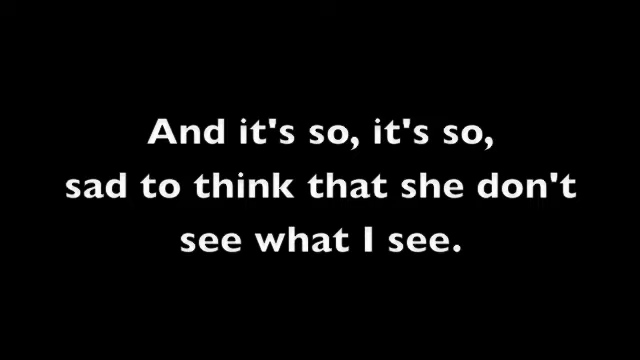 And it's so, it's so,
sad to think that she don't
see what I see.